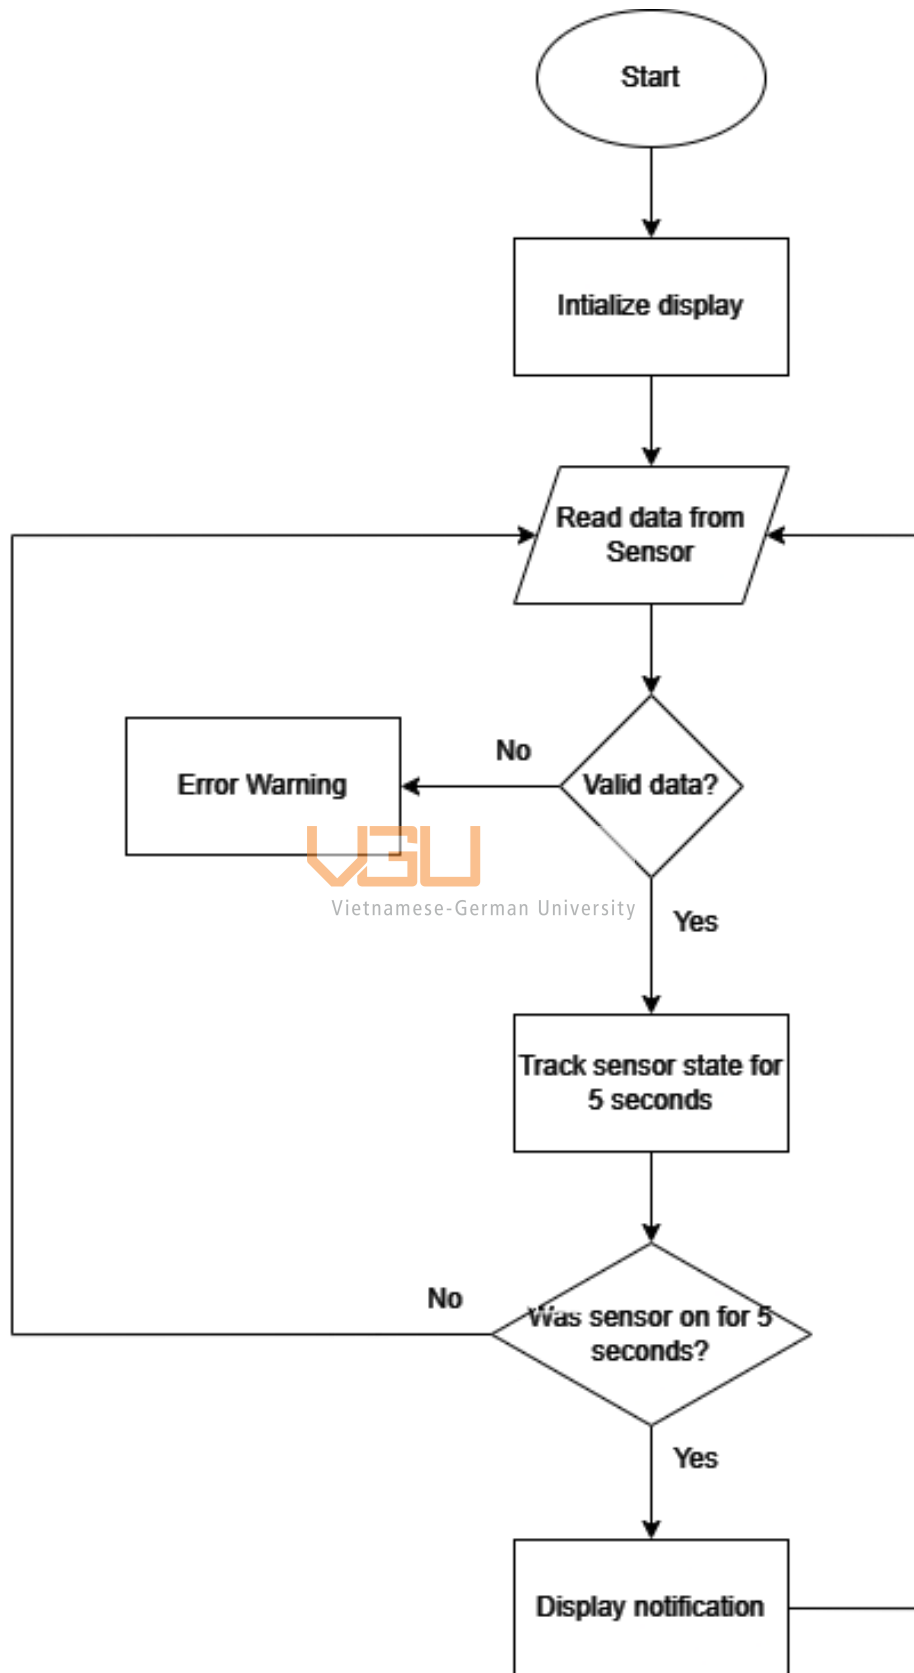 Start
Intialize display
Read data from
Sensor
No
Valid data?
Error Warning
VGU
Vietnamese-German University
Yes
Track sensor state for
5 seconds
No
Was sensor on for 5
seconds?
Yes
Display notification